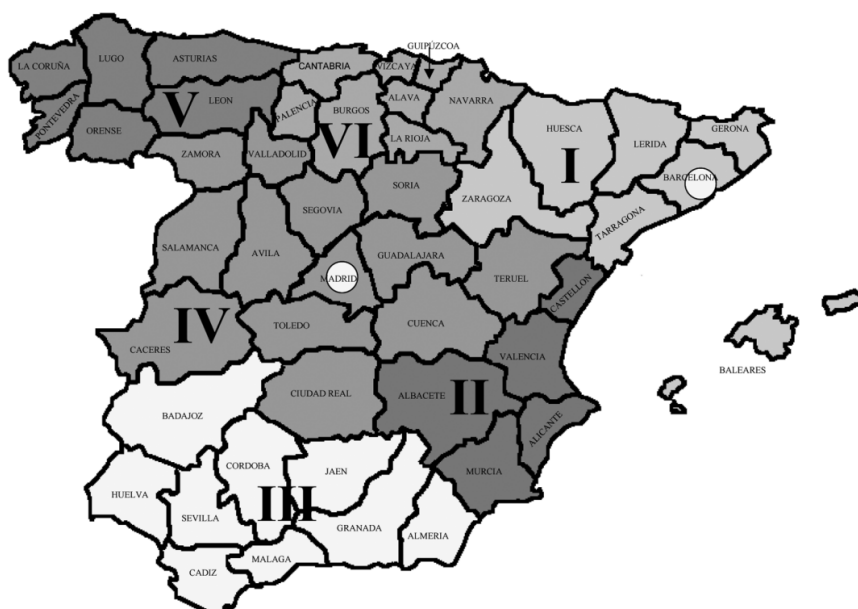 GUIPÚZCOA
LA CORUÑA
LUGO
ASTURIAS
CANTABRIA
VIZCAYA
PONTEVEDRA
V
LEON
PALENCIA
BURGOS
ALAVA
NAVARRA
HUESCA
LERIDA
GERONA
ORENSE
VI
LA RIOJA
I
BARCELONA
ZAMORA
VALLADOLID
SORIA
ZARAGOZA
TARRAGONA
SEGOVIA
SALAMANCA
AVILA
GUADALAJARA
MADRID
TERUEL
CASTELLON
IV
TOLEDO
CUENCA
CACERES
VALENCIA
BALEARES
CIUDAD REAL
ALBACETE
II
BADAJOZ
ALICANTE
CORDOBA
JAEN
MURCIA
HUELVA
SEVILLA
III
GRANADA
ALMERIA
MALAGA
CADIZ